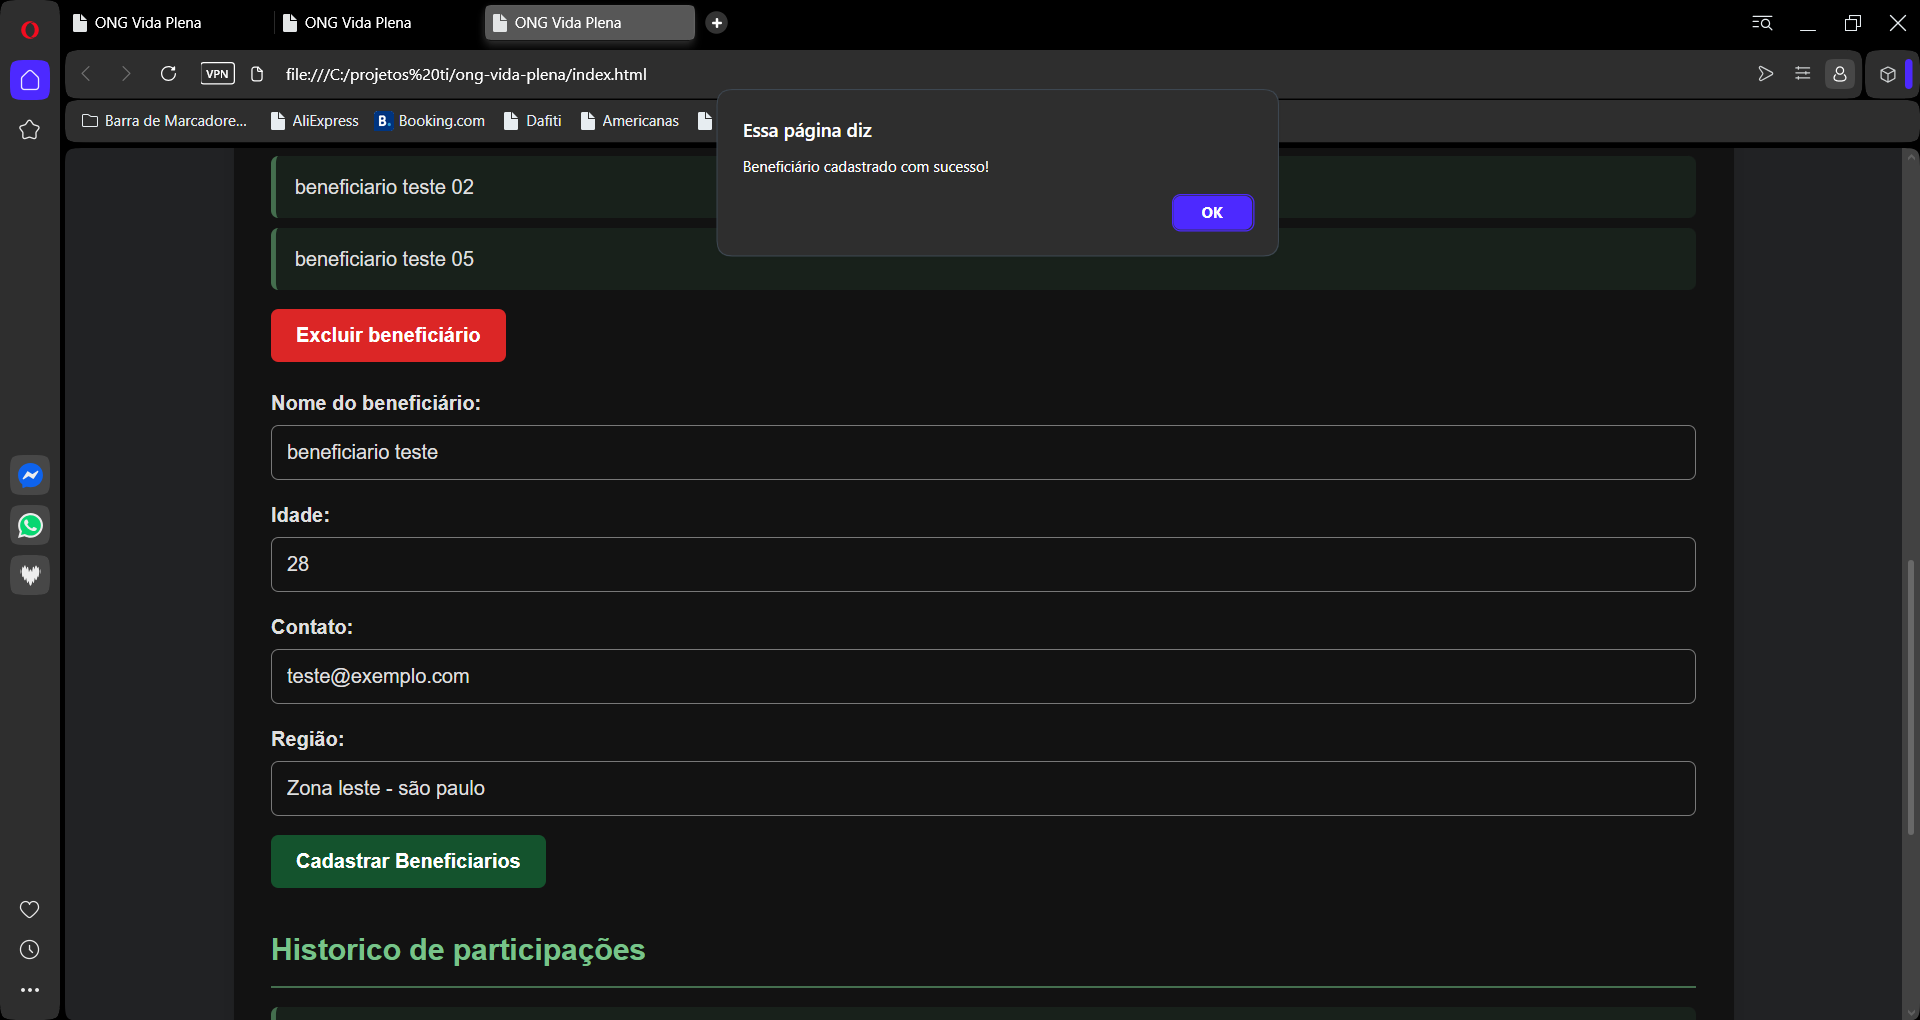 ONG Vida Plena
ONG Vida Plena
ONG Vida Plena
VPN
file:///C:/projetos%20ti/ong-vida-plena/index.html
Barra de Marcadore...
AliExpress
B. Booking.com
Dafiti
Americanas
Essa página diz
Beneficiário cadastrado com sucesso!
OK
beneficiario teste 02
beneficiario teste 05
Excluir beneficiário
Nome do beneficiário:
beneficiario teste
Idade:
28
Contato:
teste@exemplo.com
Região:
Zona leste - são paulo
Cadastrar Beneficiarios
Historico de participações